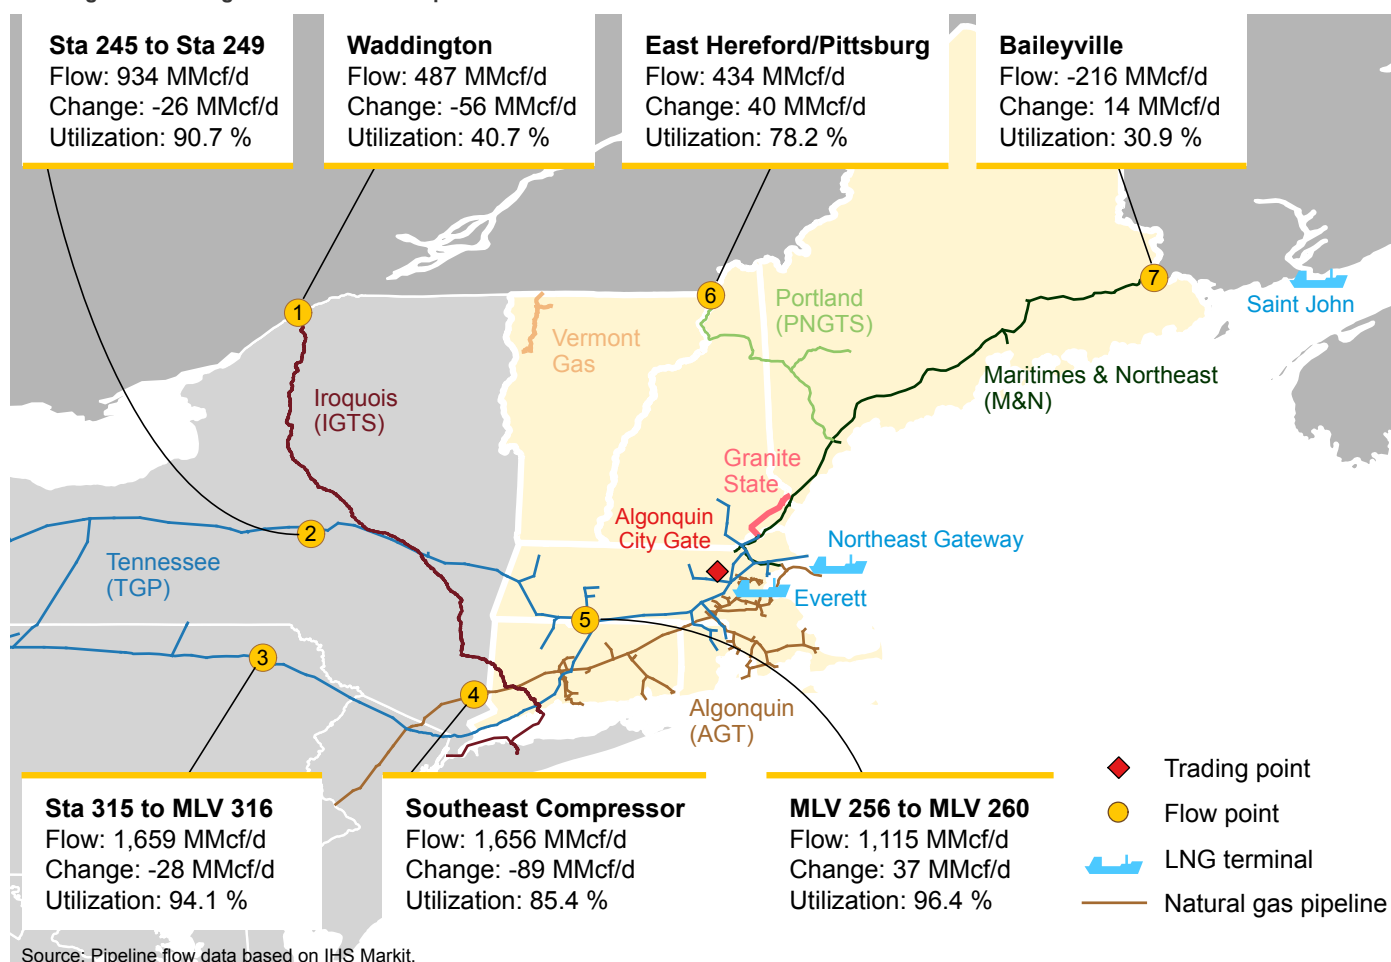 Sta 245 to Sta 249
Flow: 934 MMcf/d
Change: -26 MMcf/d
Utilization: 90.7 %
Waddington
Flow: 487 MMcf/d
Change: -56 MMcf/d
Utilization: 40.7 %
East Hereford/Pittsburg
Flow: 434 MMcf/d
Change: 40 MMcf/d
Utilization: 78.2 %
Baileyville
Flow: -216 MMcf/d
Change: 14 MMcf/d
Utilization: 30.9 %
1
6
7
Saint John
Portland
(PNGTS)
Vermont
Gas
Iroquois
(IGTS)
Maritimes & Northeast
(M&N)
Granite
State
Algonquin
City Gate
2
Northeast Gateway
Tennessee
(TGP)
Everett
5
3
4
Algonquin
(AGT)
Sta 315 to MLV 316
Flow: 1,659 MMcf/d
Change: -28 MMcf/d
Utilization: 94.1 %
Southeast Compressor
Flow: 1,656 MMcf/d
Change: -89 MMcf/d
Utilization: 85.4 %
MLV 256 to MLV 260
Flow: 1,115 MMcf/d
Change: 37 MMcf/d
Utilization: 96.4 %
Trading point
Flow point
LNG terminal
Natural gas pipeline
Source: Pipeline flow data based on IHS Markit.